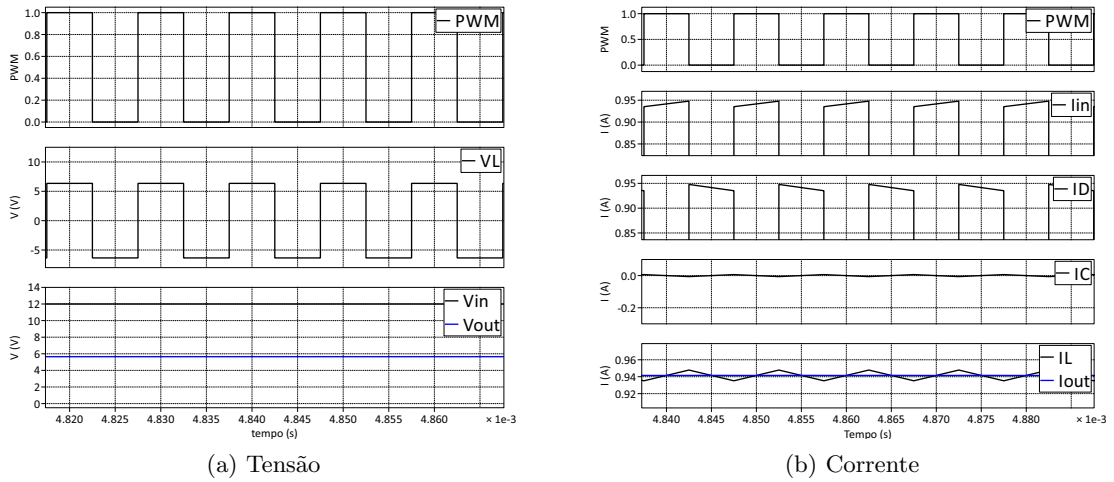 PWM
1.0
0.8
0.6
0.4
0.2
0.0
PWM
VL
10
5
0
-5
V (V)
Vin
Vout
14
12
10
8
6
4
2
0
V (V)
4.820 4.825 4.830 4.835 4.840 4.845 4.850 4.855 4.860 × 1e-3
tempo (s)
(a) Tensão
PWM
1.0
0.5
0.0
PWM
Iin
0.95
0.90
0.85
I (A)
ID
0.95
0.90
0.85
I (A)
IC
0.0
-0.2
I (A)
IL
Iout
0.96
0.94
0.92
I (A)
4.840 4.845 4.850 4.855 4.860 4.865 4.870 4.875 4.880 × 1e-3
Tempo (s)
(b) Corrente